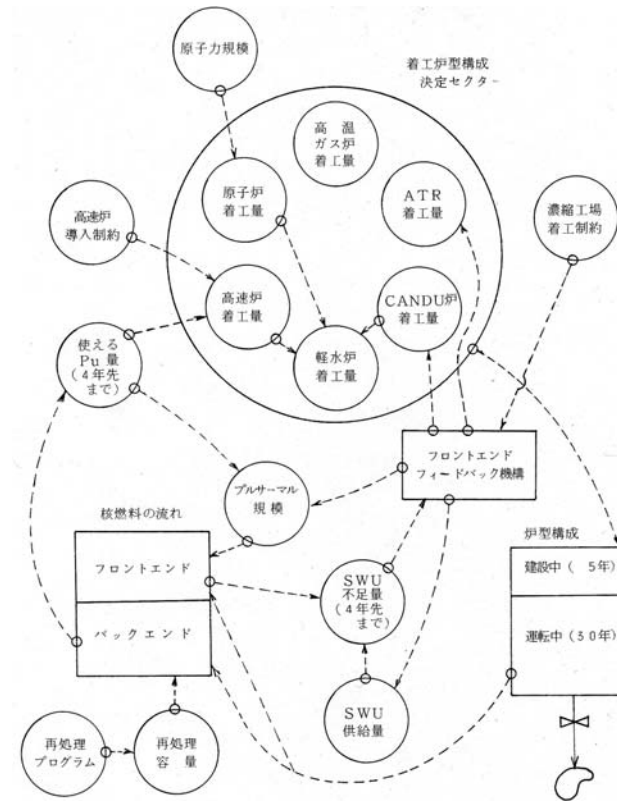 原子力規模
着工炉型構成
決定セクター
高温
ガス炉
着工量
原子炉
着工量
ATR
着工量
高速炉
導入制約
濃縮工場
着工制約
高速炉
着工量
CANDU炉
着工量
軽水炉
着工量
使える
Pu量
(4年先
まで)
フロントエンド
フィードバック機構
プルサーマル
規模
核燃料の流れ
炉型構成
フロントエンド
建設中( 5年)
SWU
不足量
(4年先
まで)
バックエンド
運転中(30年)
SWU
供給量
再処理
プログラム
再処理
容量